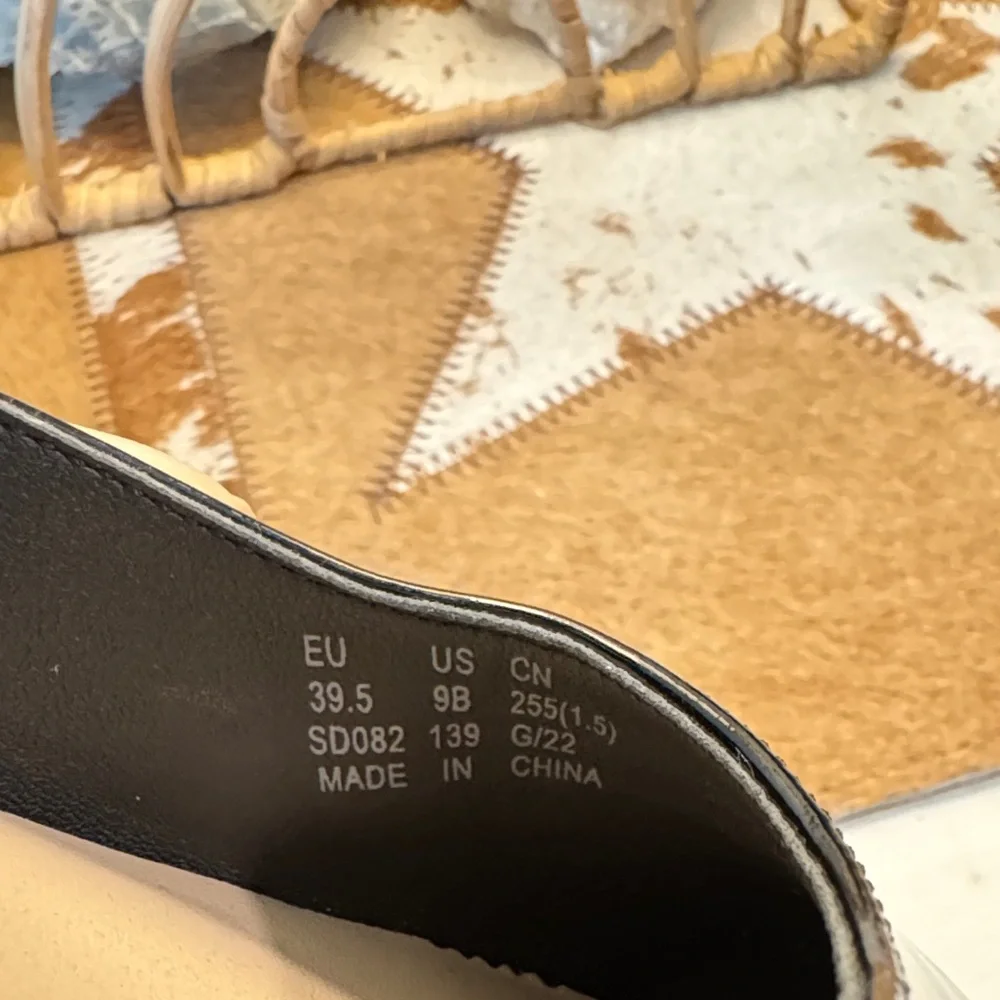 EU US CN
39.5 9B 255(1.5)
SD082 139 G/22
MADE IN CHINA